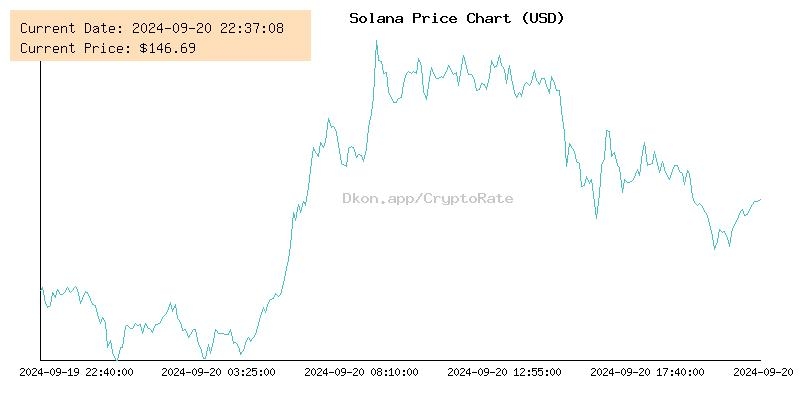 Solana Price Chart (USD)
Current Date: 2024-09-20 22:37:08
Current Price: $146.69
Dkon.app/CryptoRate
2024-09-19 22:40:00
2024-09-20 03:25:00
2024-09-20 08:10:00
2024-09-20 12:55:00
2024-09-20 17:40:00
2024-09-20